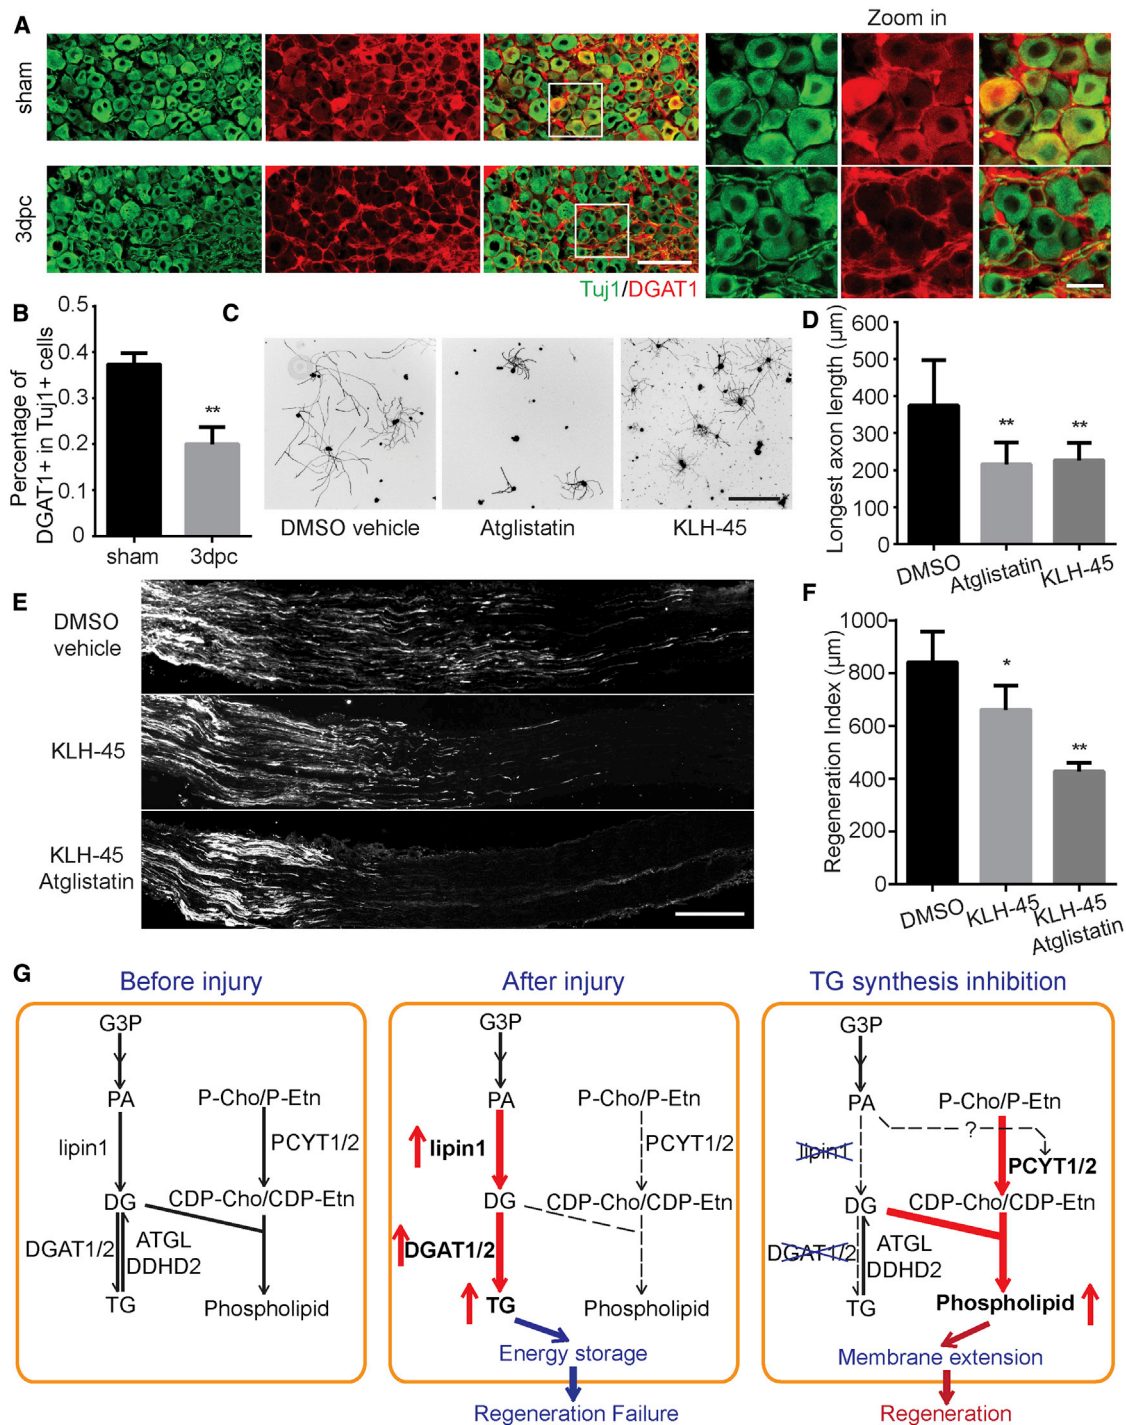 A
Zoom in
sham
3dpc
Tuj1/DGAT1
B
Percentage of
DGAT1+ in Tuj1+ cells
0.5
0.4
0.3
0.2
0.1
0
**
sham
3dpc
C
DMSO vehicle
Atglistatin
KLH-45
D
Longest axon length (µm)
600
500
400
300
200
100
0
**
**
DMSO
Atglistatin
KLH-45
E
DMSO
vehicle
KLH-45
KLH-45
Atglistatin
F
Regeneration Index (µm)
1000
800
600
400
200
0
*
**
DMSO
KLH-45
KLH-45
Atglistatin
G
Before injury
G3P
PA
P-Cho/P-Etn
lipin1
PCYT1/2
DG
CDP-Cho/CDP-Etn
DGAT1/2
ATGL
DDHD2
TG
Phospholipid
After injury
G3P
PA
P-Cho/P-Etn
lipin1
PCYT1/2
DG
CDP-Cho/CDP-Etn
DGAT1/2
TG
Phospholipid
Energy storage
Regeneration Failure
TG synthesis inhibition
G3P
PA
P-Cho/P-Etn
?
lipin1
PCYT1/2
DG
CDP-Cho/CDP-Etn
DGAT1/2
ATGL
DDHD2
TG
Phospholipid
Membrane extension
Regeneration